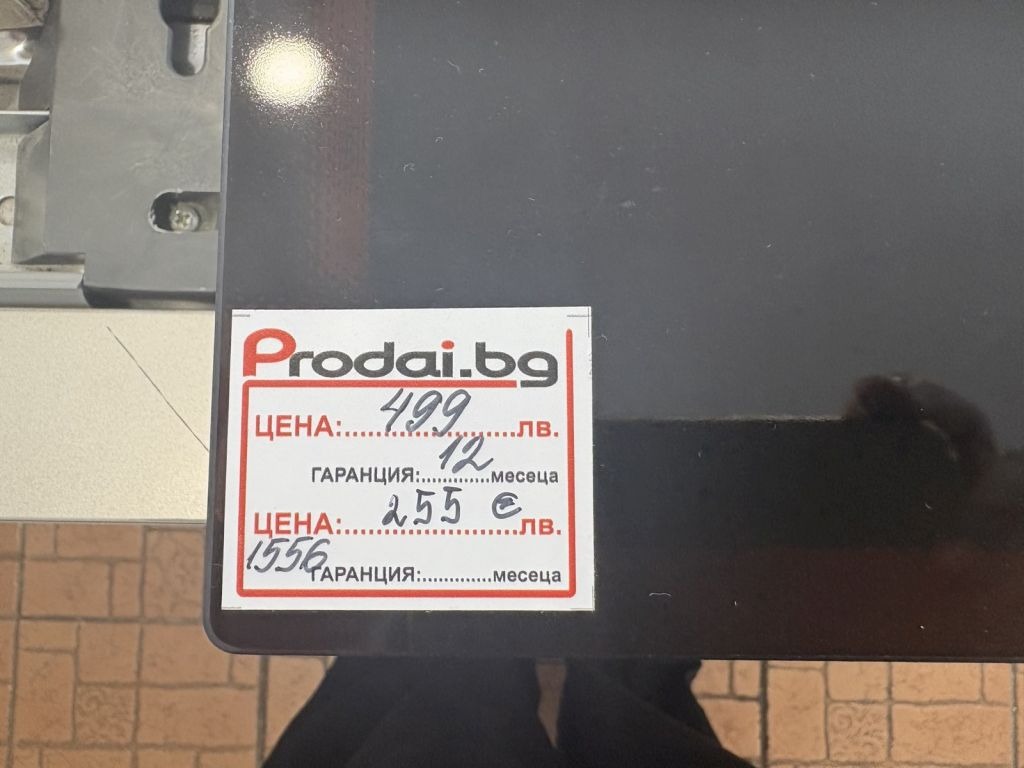 Prodai.bg
ЦЕНА:.....499.....лв.
ГАРАНЦИЯ:....12....месеца
ЦЕНА:.....255 €.....лв.
1556
ГАРАНЦИЯ:.............месеца